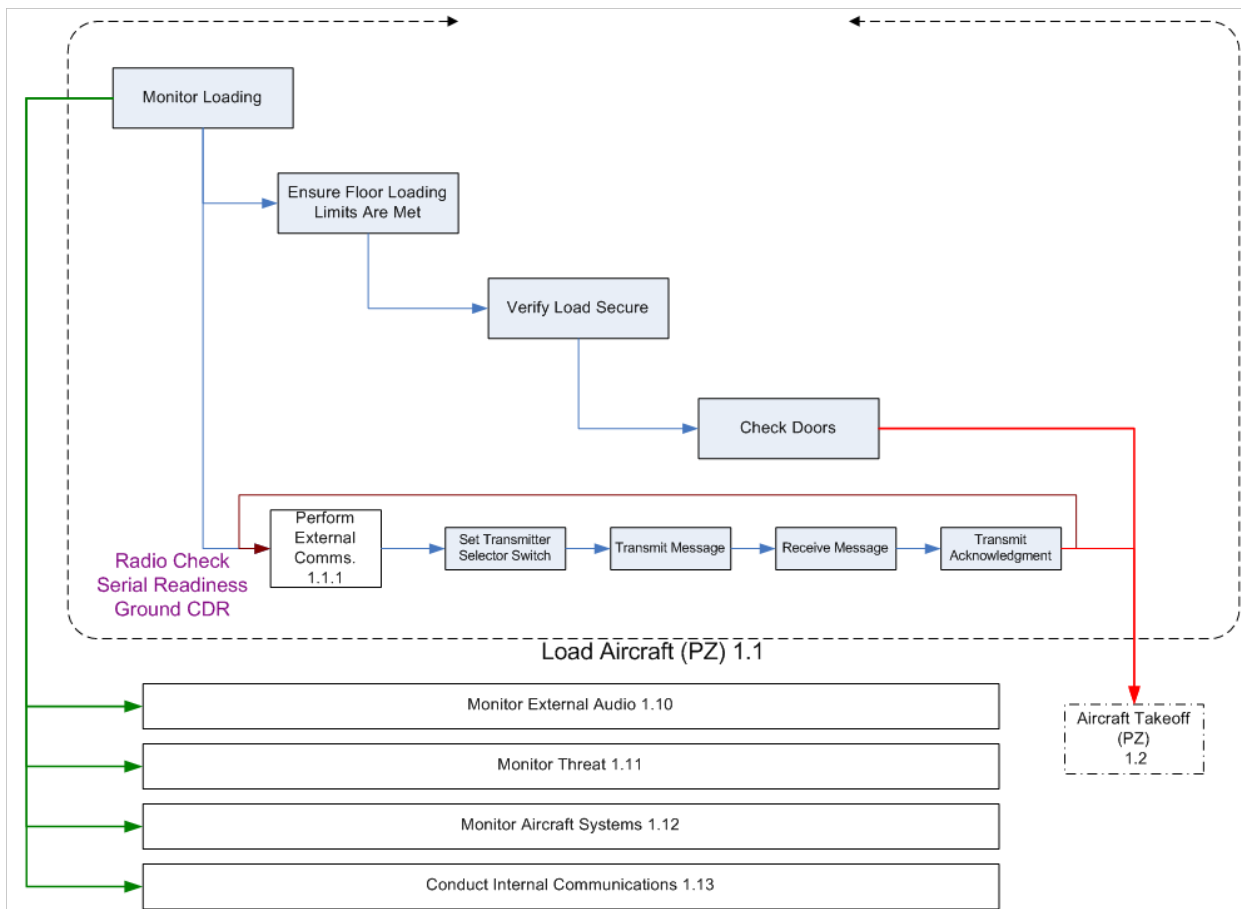 Monitor Loading
Ensure Floor Loading
Limits Are Met
Verify Load Secure
Check Doors
Perform
External
Comms.
1.1.1
Set Transmitter
Selector Switch
Transmit Message
Receive Message
Transmit
Acknowledgment
Radio Check
Serial Readiness
Ground CDR
Load Aircraft (PZ) 1.1
Monitor External Audio 1.10
Monitor Threat 1.11
Monitor Aircraft Systems 1.12
Conduct Internal Communications 1.13
Aircraft Takeoff
(PZ)
1.2